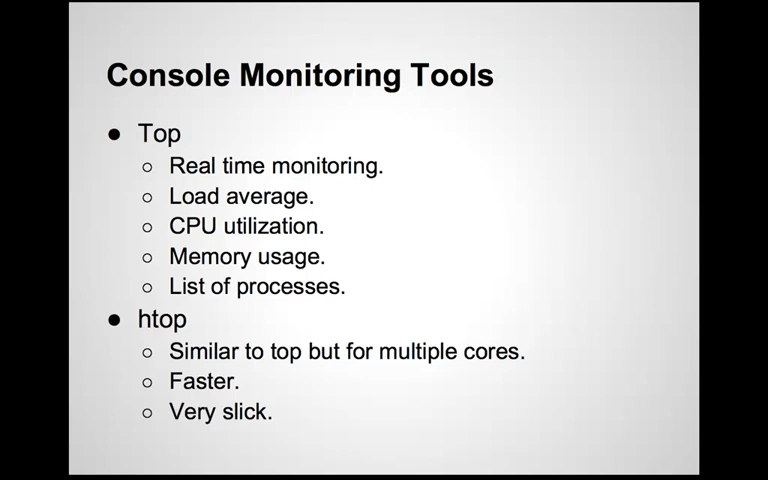 Console Monitoring Tools
● Top
○ Real time monitoring.
○ Load average.
○ CPU utilization.
○ Memory usage.
○ List of processes.
● htop
○ Similar to top but for multiple cores.
○ Faster.
○ Very slick.